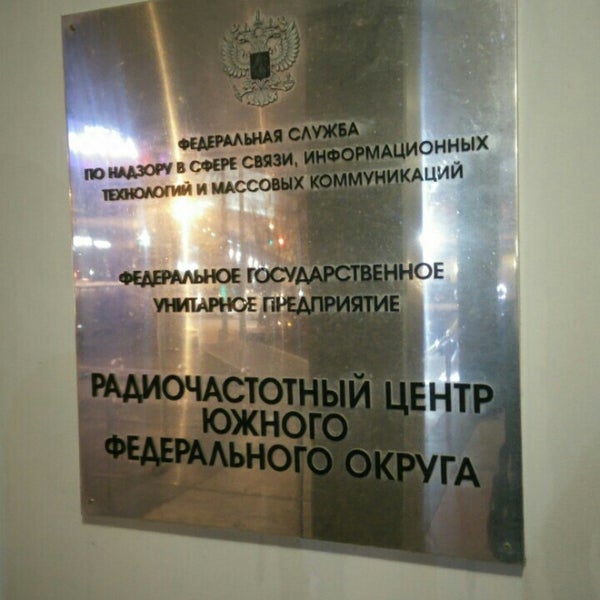 ФЕДЕРАЛЬНАЯ СЛУЖБА
ПО НАДЗОРУ В СФЕРЕ СВЯЗИ, ИНФОРМАЦИОННЫХ
ТЕХНОЛОГИЙ И МАССОВЫХ КОММУНИКАЦИЙ
ФЕДЕРАЛЬНОЕ ГОСУДАРСТВЕННОЕ
УНИТАРНОЕ ПРЕДПРИЯТИЕ
РАДИОЧАСТОТНЫЙ ЦЕНТР
ЮЖНОГО
ФЕДЕРАЛЬНОГО ОКРУГА